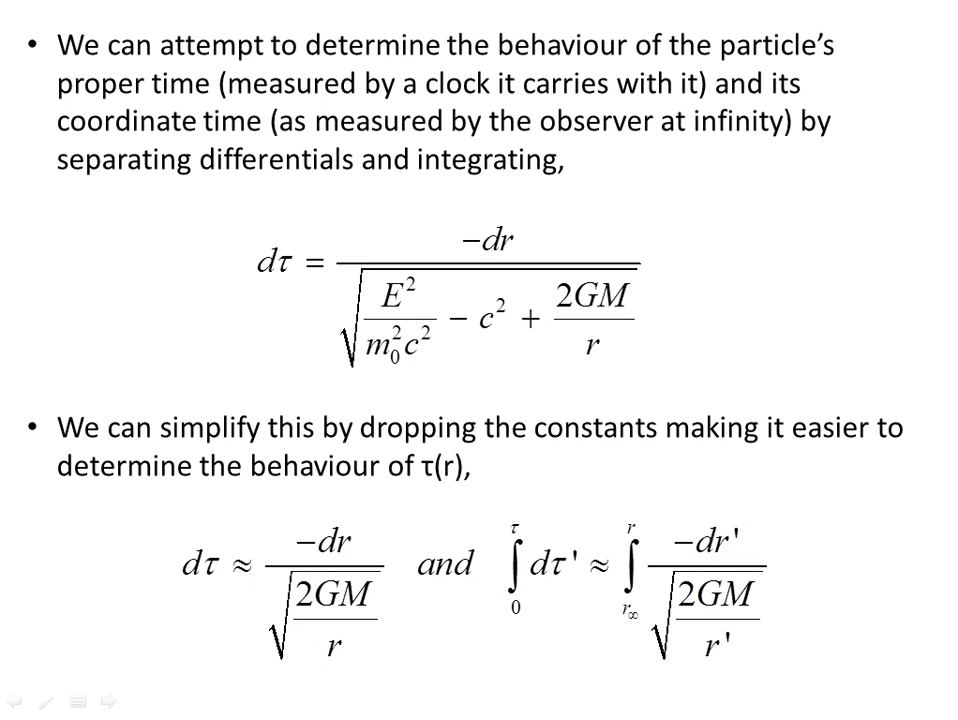 • We can attempt to determine the behaviour of the particle’s
proper time (measured by a clock it carries with it) and its
coordinate time (as measured by the observer at infinity) by
separating differentials and integrating,
dτ = −dr / √(E²/(m₀²c²) − c² + 2GM/r)
• We can simplify this by dropping the constants making it easier to
determine the behaviour of τ(r),
dτ ≈ −dr / √(2GM/r) and ∫₀^τ dτ' ≈ ∫_{r∞}^r −dr' / √(2GM/r')